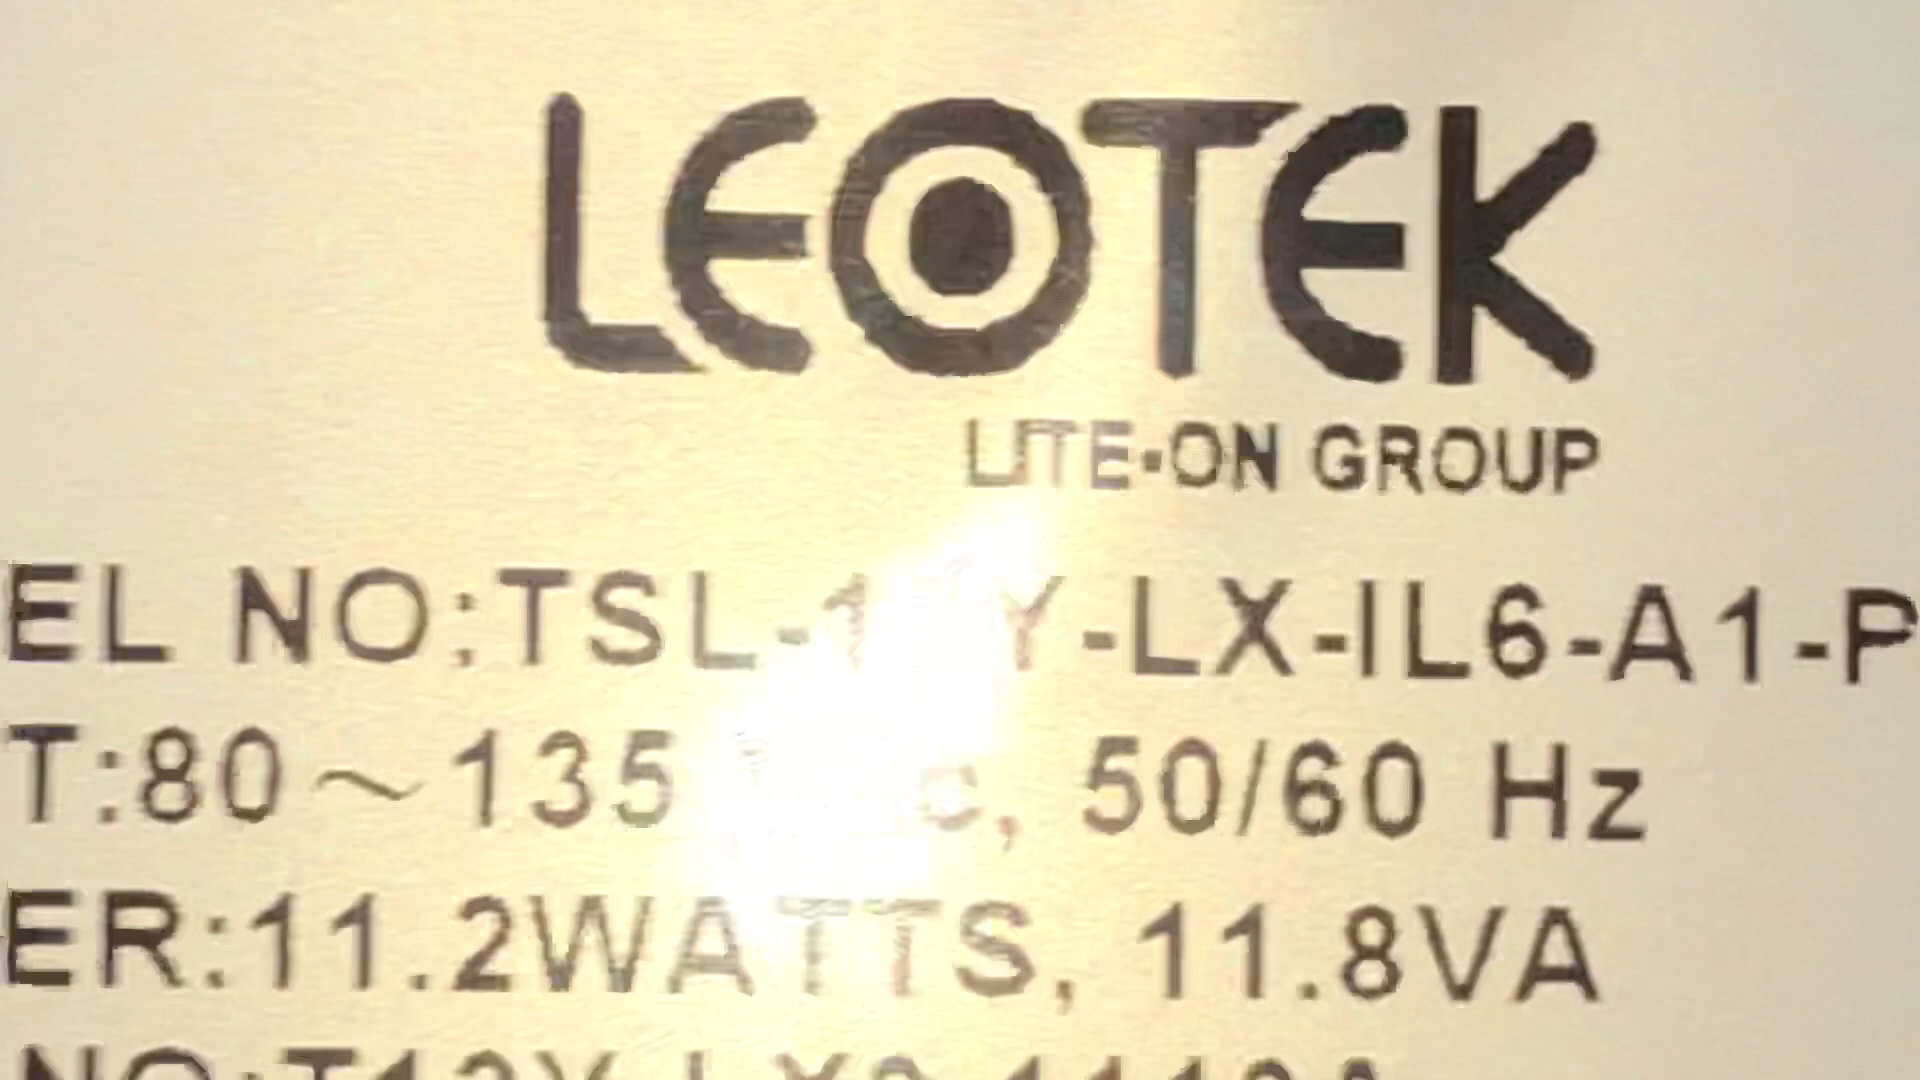 LEOTEK
LITE-ON GROUP
EL NO:TSL-1 Y-LX-IL6-A1-P
T:80~135 , 50/60 Hz
ER:11.2WATTS, 11.8VA